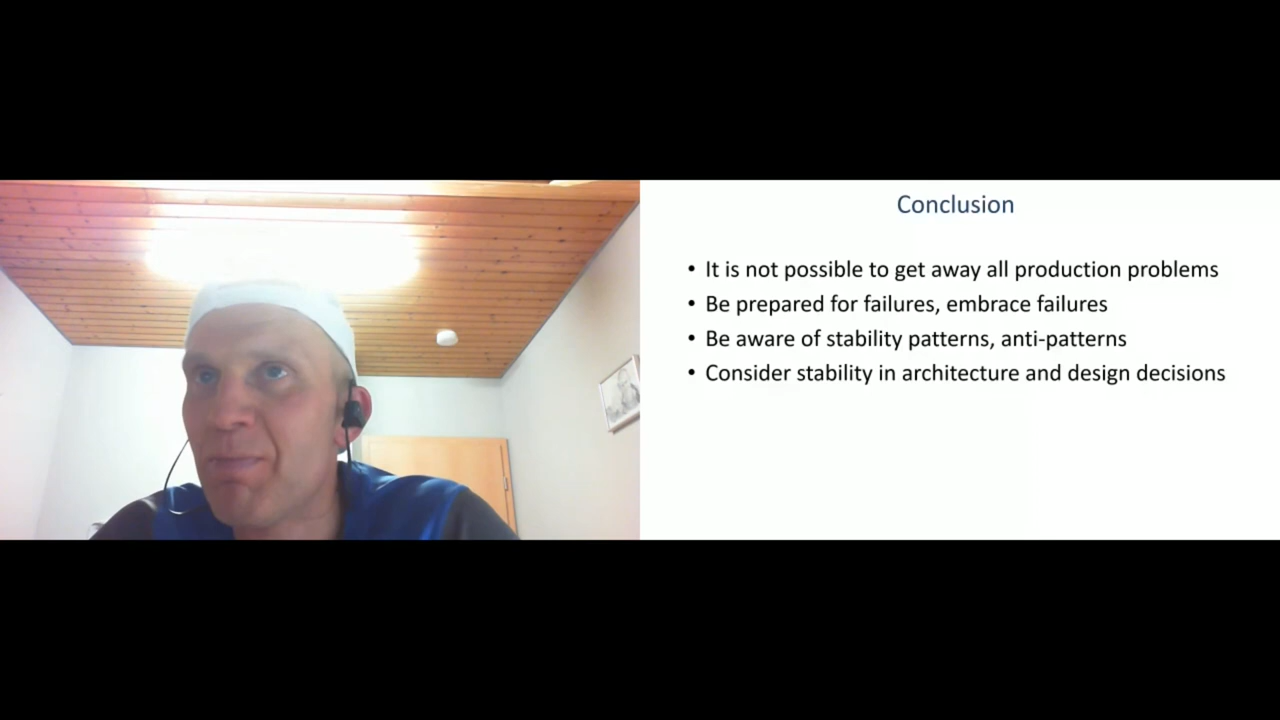 Conclusion
• It is not possible to get away all production problems
• Be prepared for failures, embrace failures
• Be aware of stability patterns, anti-patterns
• Consider stability in architecture and design decisions